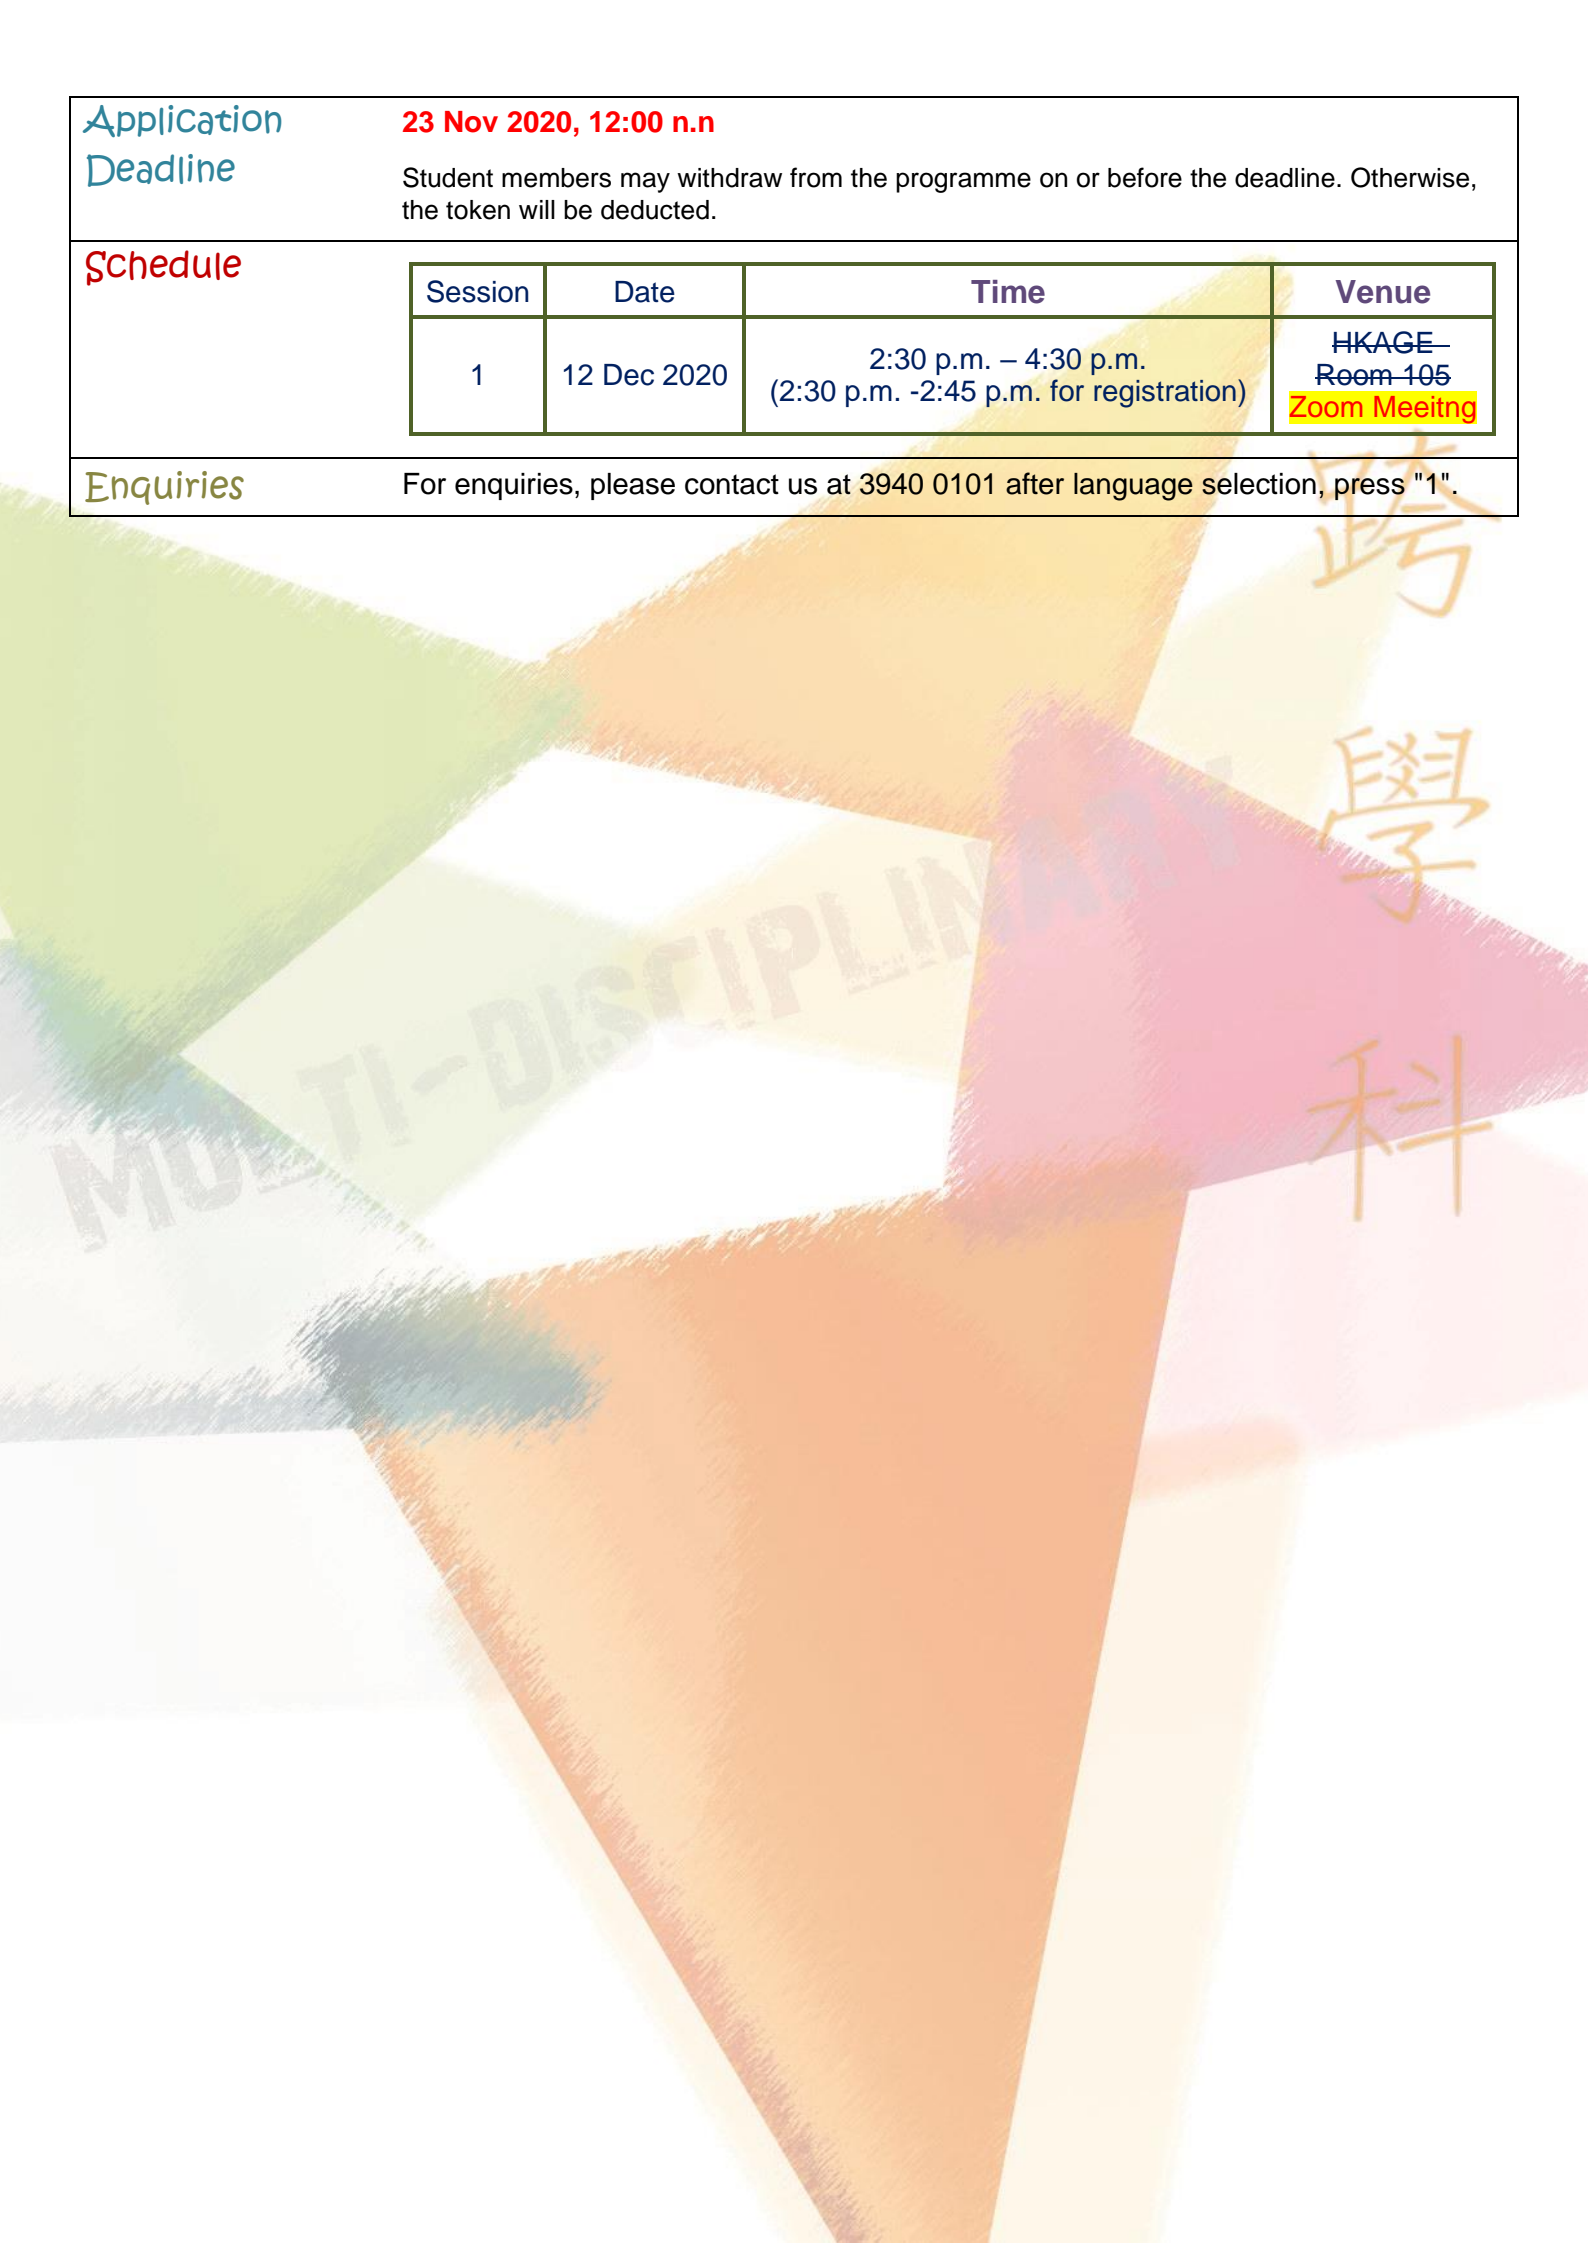 Application
Deadline
23 Nov 2020, 12:00 n.n
Student members may withdraw from the programme on or before the deadline. Otherwise,
the token will be deducted.
Schedule
Session Date Time Venue
1 12 Dec 2020 2:30 p.m. – 4:30 p.m.
(2:30 p.m. -2:45 p.m. for registration)
HKAGE
Room 105
Zoom Meeitng
Enquiries
For enquiries, please contact us at 3940 0101 after language selection, press "1".
跨
學
科
MULTI-DISCIPLINARY